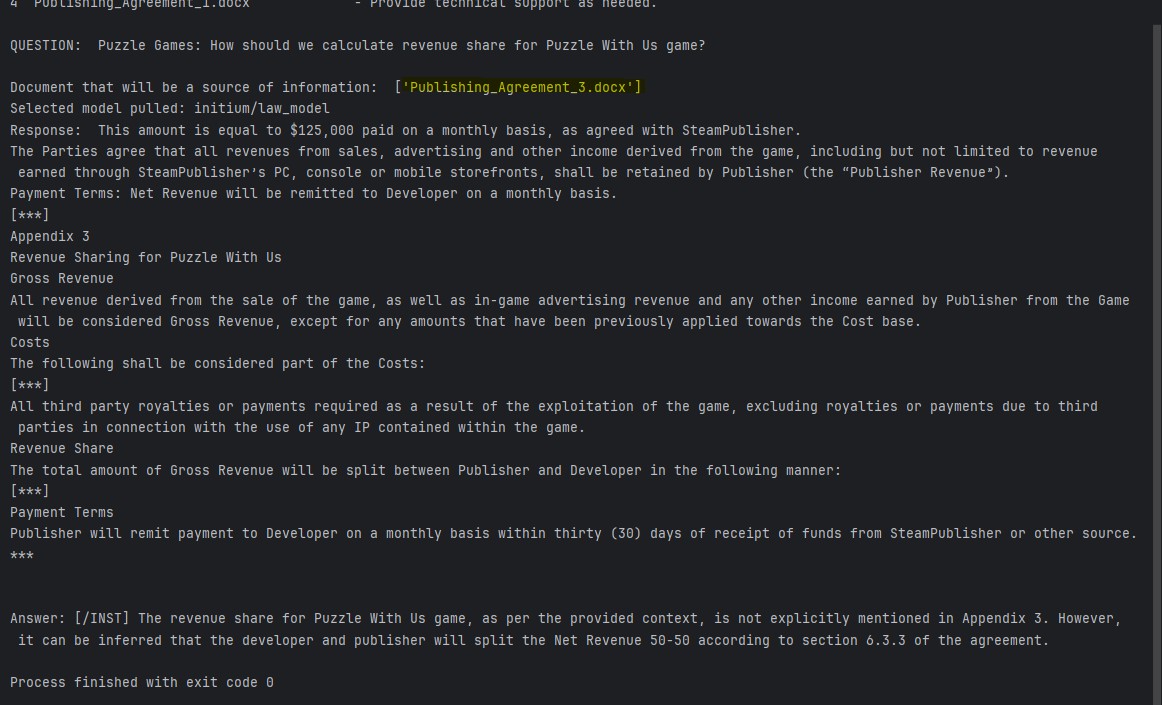 4  Publishing_Agreement_1.docx             - Provide technical support as needed.
QUESTION:  Puzzle Games: How should we calculate revenue share for Puzzle With Us game?
Document that will be a source of information:  ['Publishing_Agreement_3.docx']
Selected model pulled: initium/law_model
Response:  This amount is equal to $125,000 paid on a monthly basis, as agreed with SteamPublisher.
The Parties agree that all revenues from sales, advertising and other income derived from the game, including but not limited to revenue
earned through SteamPublisher’s PC, console or mobile storefronts, shall be retained by Publisher (the “Publisher Revenue”).
Payment Terms: Net Revenue will be remitted to Developer on a monthly basis.
[***]
Appendix 3
Revenue Sharing for Puzzle With Us
Gross Revenue
All revenue derived from the sale of the game, as well as in-game advertising revenue and any other income earned by Publisher from the Game
will be considered Gross Revenue, except for any amounts that have been previously applied towards the Cost base.
Costs
The following shall be considered part of the Costs:
[***]
All third party royalties or payments required as a result of the exploitation of the game, excluding royalties or payments due to third
parties in connection with the use of any IP contained within the game.
Revenue Share
The total amount of Gross Revenue will be split between Publisher and Developer in the following manner:
[***]
Payment Terms
Publisher will remit payment to Developer on a monthly basis within thirty (30) days of receipt of funds from SteamPublisher or other source.
***
Answer: [/INST] The revenue share for Puzzle With Us game, as per the provided context, is not explicitly mentioned in Appendix 3. However,
it can be inferred that the developer and publisher will split the Net Revenue 50-50 according to section 6.3.3 of the agreement.
Process finished with exit code 0